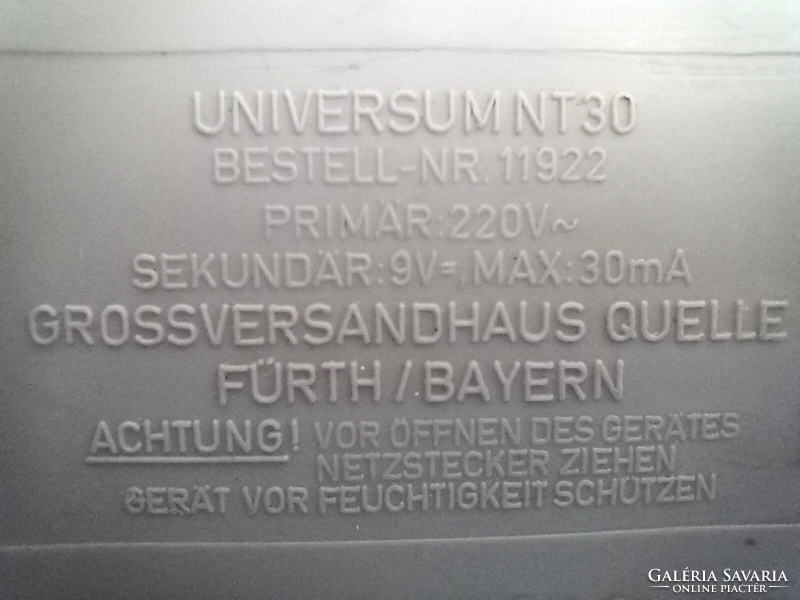 UNIVERSUM NT30
BESTELL-NR. 11922
PRIMÄR: 220V~
SEKUNDÄR: 9V=, MAX: 30mA
GROSSVERSANDHAUS QUELLE
FÜRTH / BAYERN
ACHTUNG! VOR ÖFFNEN DES GERÄTES
NETZSTECKER ZIEHEN
GERÄT VOR FEUCHTIGKEIT SCHÜTZEN
GALÉRIA SAVARIA
ONLINE PIACTÉR